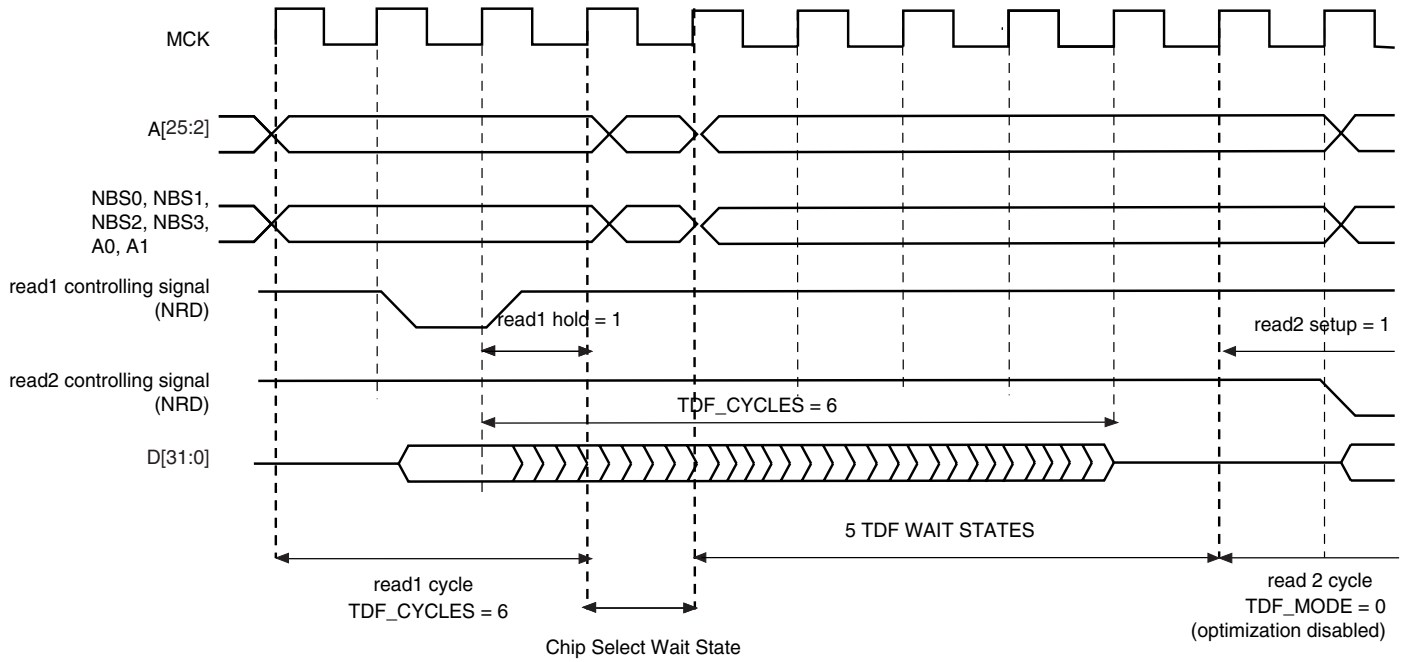 MCK
A[25:2]
NBS0, NBS1,
NBS2, NBS3,
A0, A1
read1 controlling signal
(NRD)
read1 hold = 1
read2 setup = 1
read2 controlling signal
(NRD)
TDF_CYCLES = 6
D[31:0]
5 TDF WAIT STATES
read1 cycle
TDF_CYCLES = 6
Chip Select Wait State
read 2 cycle
TDF_MODE = 0
(optimization disabled)